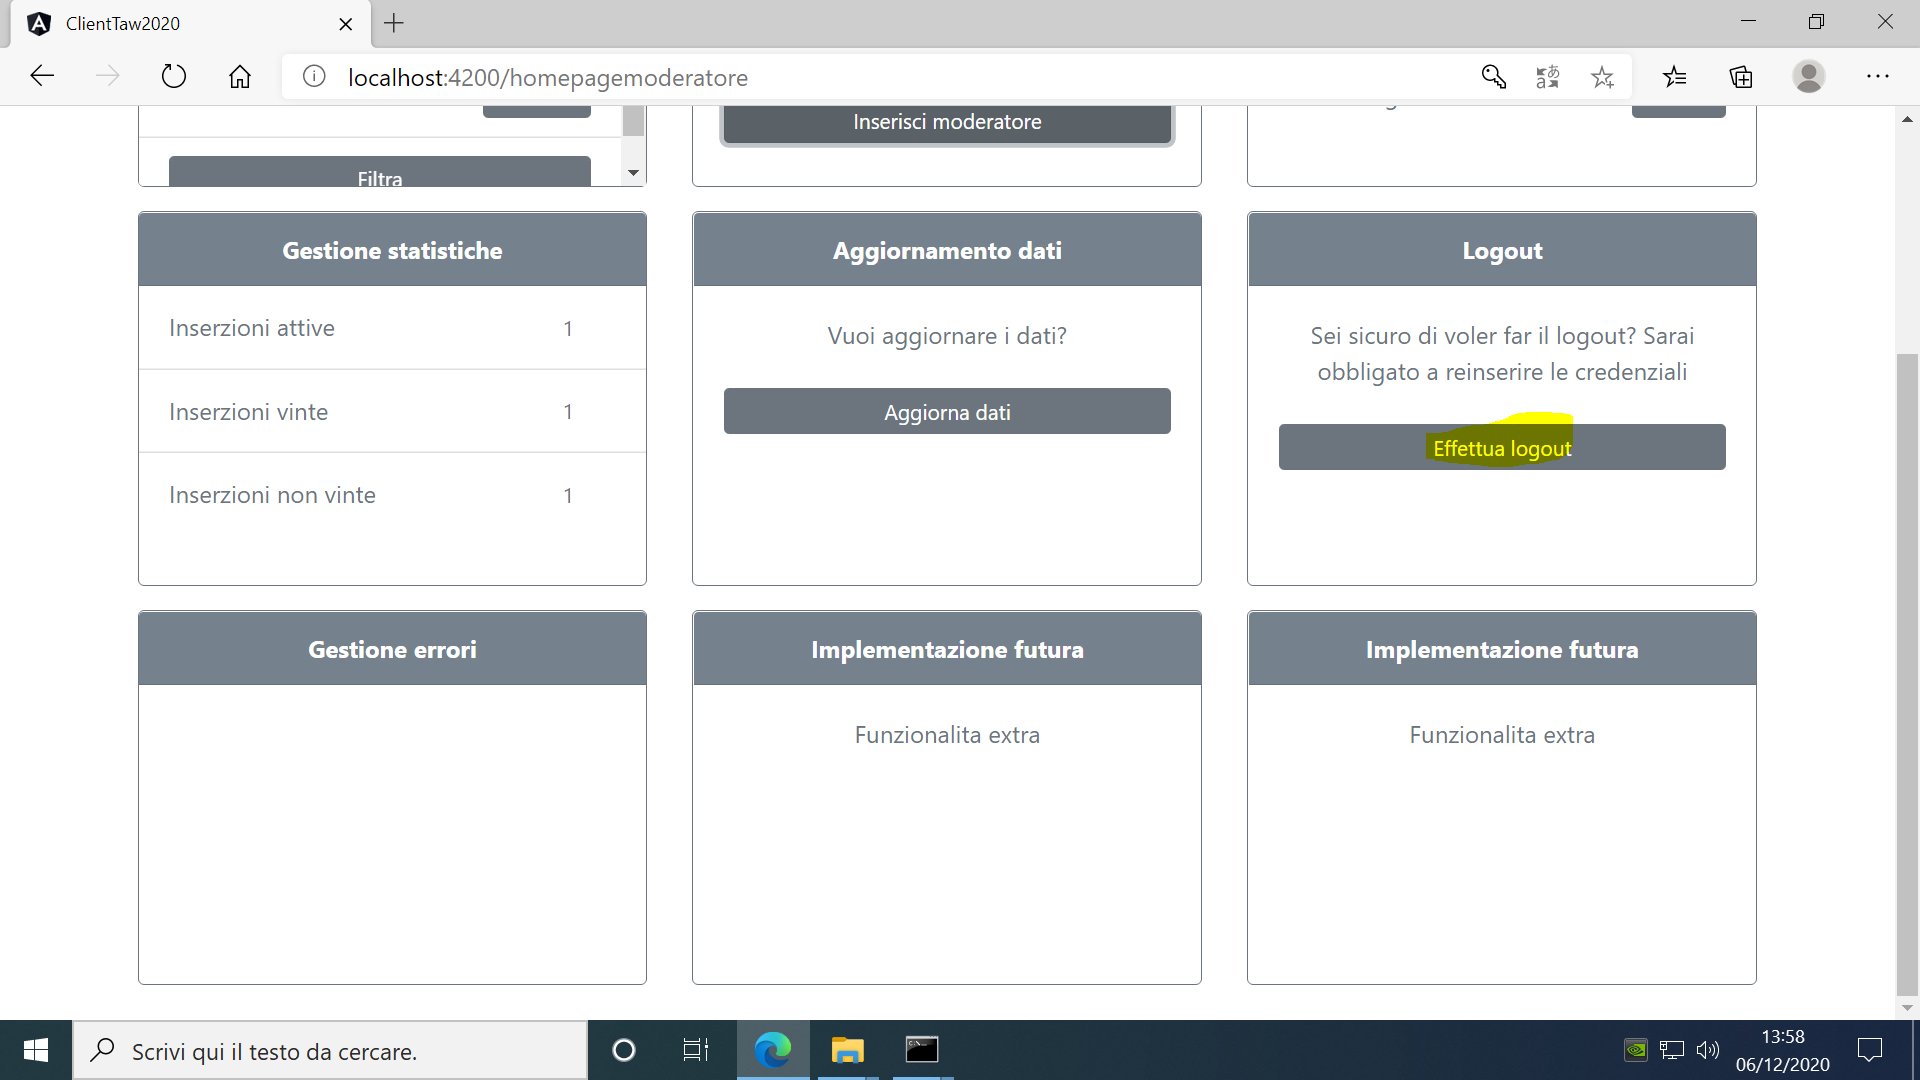 ClientTaw2020
localhost:4200/homepagemoderatore
Inserisci moderatore
Filtra
Gestione statistiche
Inserzioni attive 1
Inserzioni vinte 1
Inserzioni non vinte 1
Aggiornamento dati
Vuoi aggiornare i dati?
Aggiorna dati
Logout
Sei sicuro di voler far il logout? Sarai
obbligato a reinserire le credenziali
Effettua logout
Gestione errori
Implementazione futura
Funzionalita extra
Implementazione futura
Funzionalita extra
Scrivi qui il testo da cercare.
13:58
06/12/2020